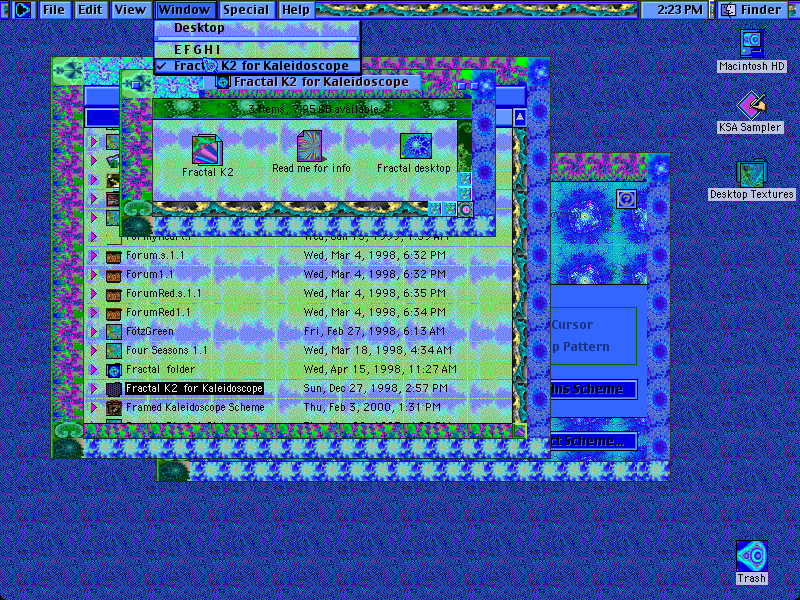 File Edit View Window Special Help 2:23 PM Finder
Desktop
E F G H I
✓ Fractal K2 for Kaleidoscope
Fractal K2 for Kaleidoscope
Macintosh HD
KSA Sampler
Desktop Textures
Trash
3 items, available
Fractal K2
Read me for info
Fractal desktop
Forum.s.1.1 Wed, Mar 4, 1998, 6:32 PM
Forum1.1 Wed, Mar 4, 1998, 6:32 PM
ForumRed.s.1.1 Wed, Mar 4, 1998, 6:35 PM
ForumRed1.1 Wed, Mar 4, 1998, 6:34 PM
FötzGreen Fri, Feb 27, 1998, 6:13 AM
Four Seasons 1.1 Wed, Mar 18, 1998, 4:34 AM
Fractal folder Wed, Apr 15, 1998, 11:27 AM
Fractal K2 for Kaleidoscope Sun, Dec 27, 1998, 2:57 PM
Framed Kaleidoscope Scheme Thu, Feb 3, 2000, 1:31 PM
Cursor
p Pattern
his Scheme
ct Scheme...